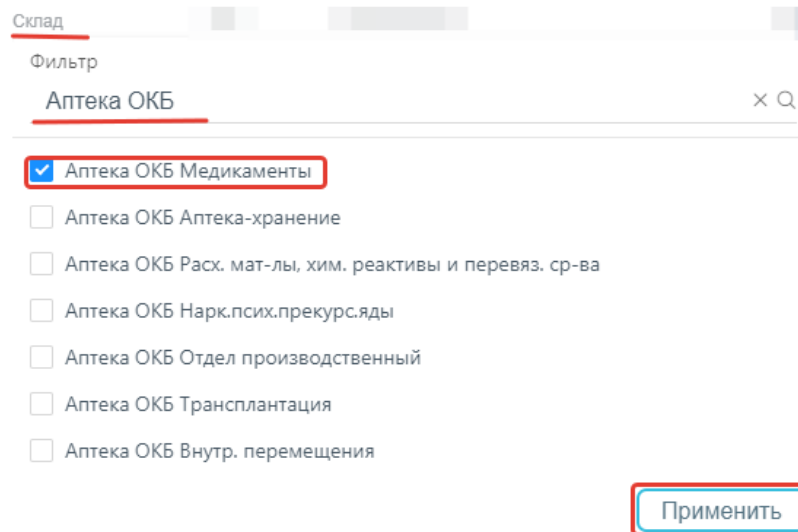 Склад
Фильтр
Аптека ОКБ
Аптека ОКБ Медикаменты
Аптека ОКБ Аптека-хранение
Аптека ОКБ Расх. мат-лы, хим. реактивы и перевяз. ср-ва
Аптека ОКБ Нарк.псих.прекурс.яды
Аптека ОКБ Отдел производственный
Аптека ОКБ Трансплантация
Аптека ОКБ Внутр. перемещения
Применить